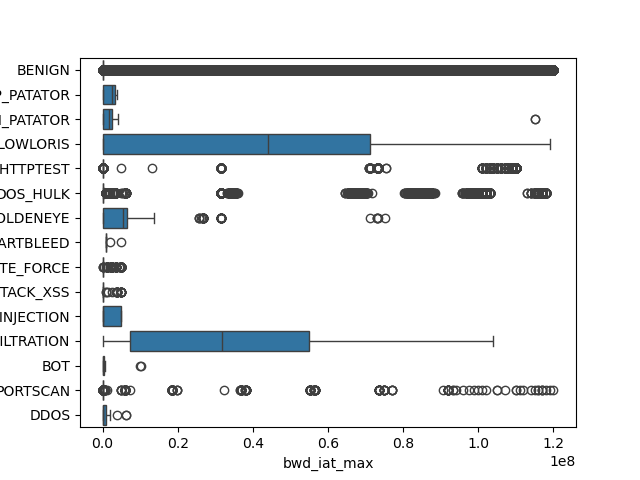 BENIGN
P_PATATOR
_PATATOR
LOWLORIS
HTTPTEST
DOS_HULK
OLDENEYE
ARTBLEED
TE_FORCE
TACK_XSS
INJECTION
ILTRATION
BOT
PORTSCAN
DDOS
0.0 0.2 0.4 0.6 0.8 1.0 1.2
1e8
bwd_iat_max